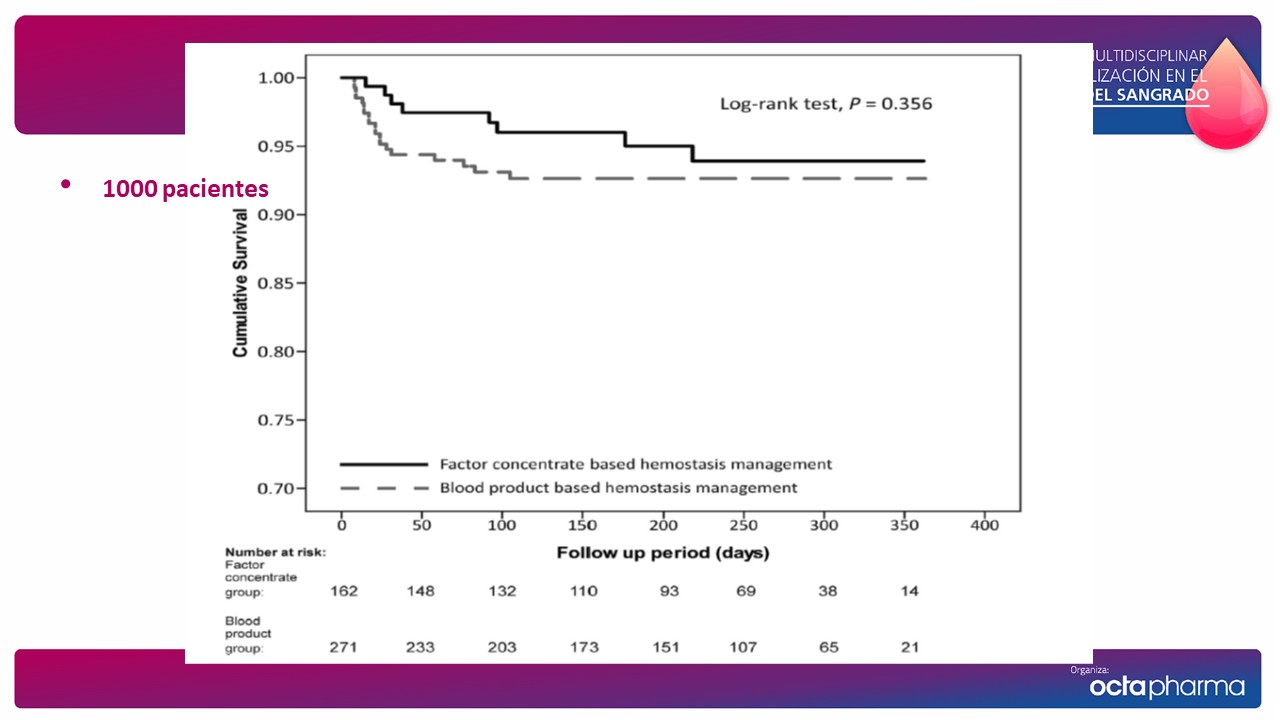 MULTIDISCIPLINAR
LIZACIÓN EN EL
DEL SANGRADO
• 1000 pacientes
Log-rank test, P = 0.356
Cumulative Survival
1.00
0.95
0.90
0.85
0.80
0.75
0.70
Factor concentrate based hemostasis management
Blood product based hemostasis management
0 50 100 150 200 250 300 350 400
Follow up period (days)
Number at risk:
Factor
concentrate
group: 162 148 132 110 93 69 38 14
Blood
product
group: 271 233 203 173 151 107 65 21
Organiza:
octapharma